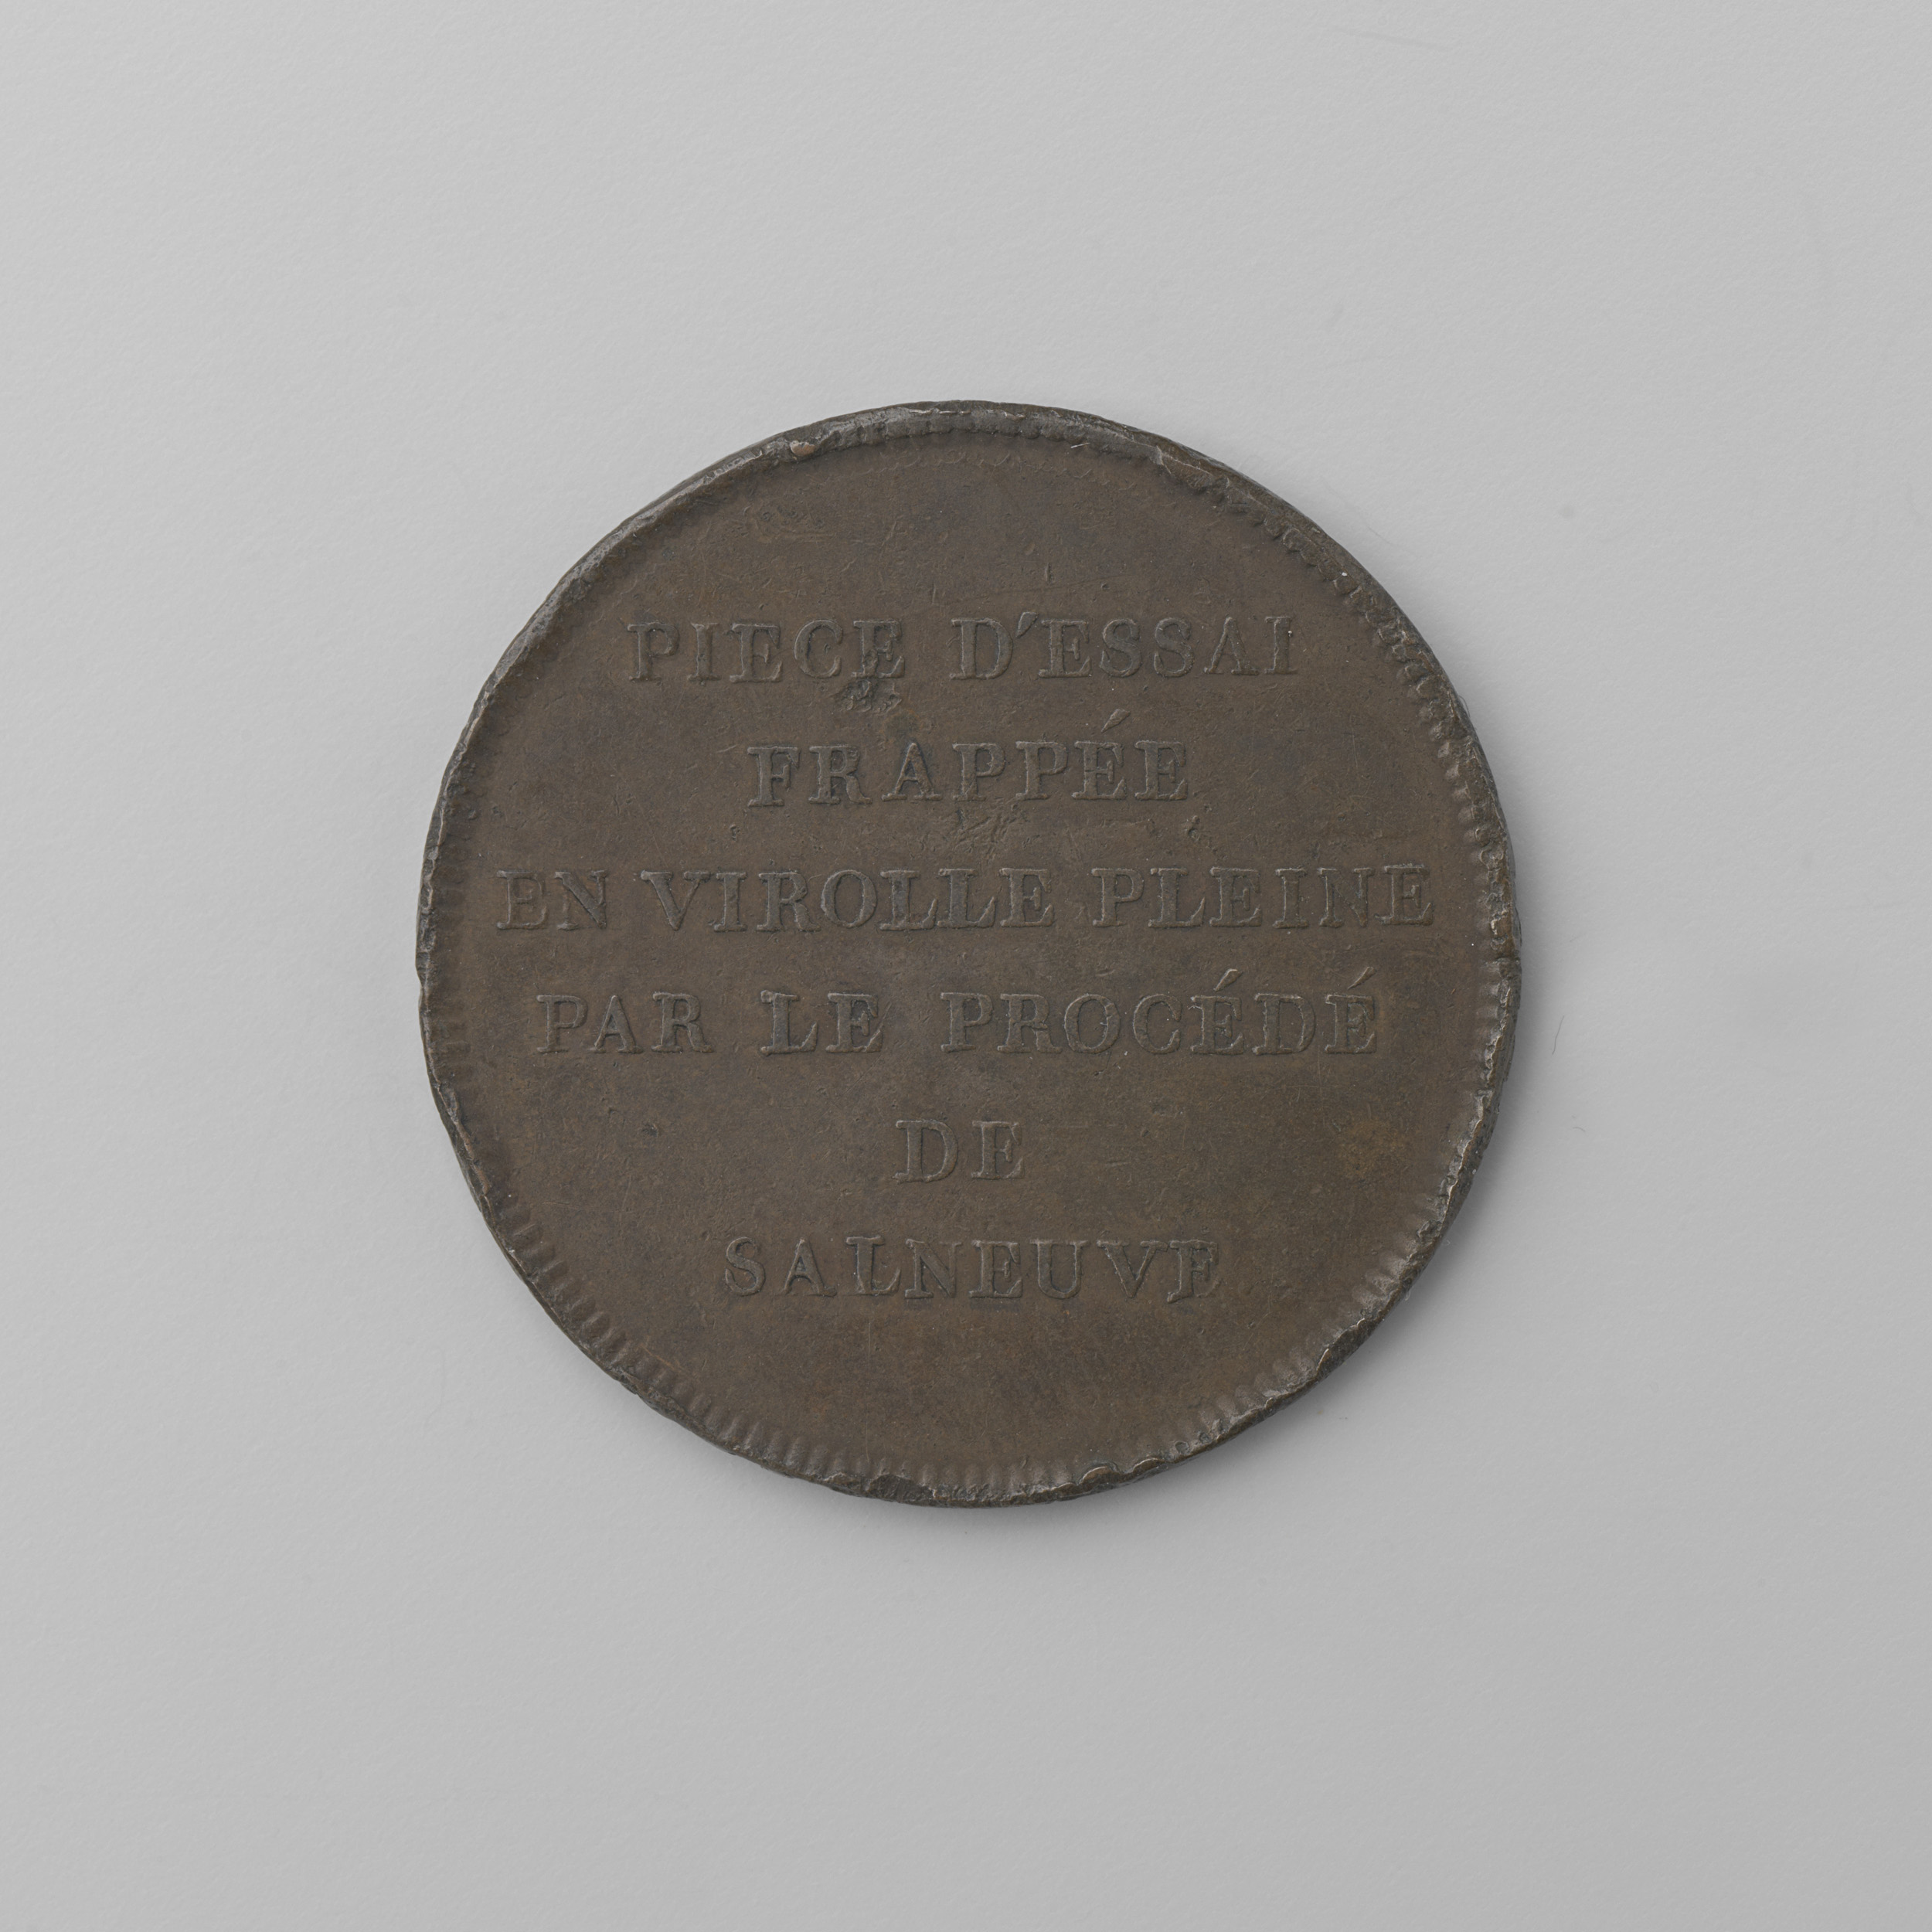 PIECE D'ESSAI
FRAPPÉE
EN VIROLLE PLEINE
PAR LE PROCÉDÉ
DE
SALNEUVE